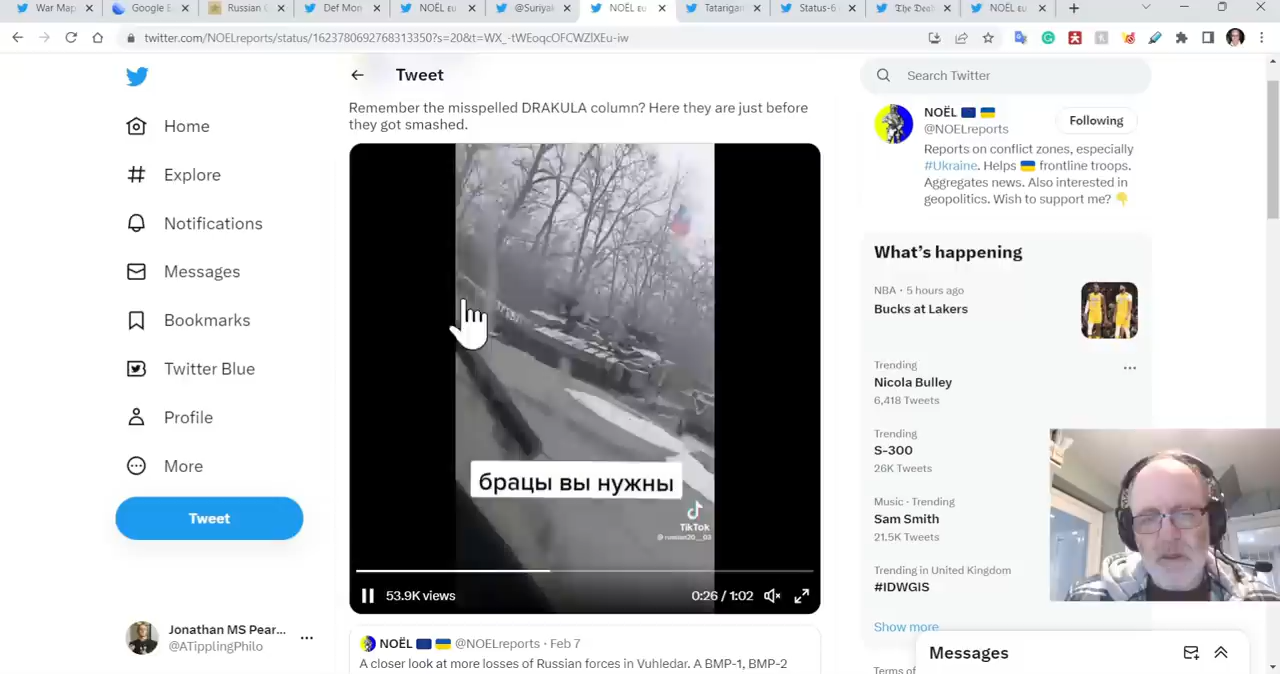 War Map
Google E
Russian O
Def Mon
NOËL eu
@Suriyak
NOËL eu
Tatarigan
Status-6
The Dead
NOËL eu
twitter.com/NOELreports/status/1623780692768313350?s=20&t=WX_-tWEoqcOFCWZlXEu-iw
Tweet
Search Twitter
Remember the misspelled DRAKULA column? Here they are just before
they got smashed.
NOËL
@NOELreports
Following
Reports on conflict zones, especially
#Ukraine. Helps frontline troops.
Aggregates news. Also interested in
geopolitics. Wish to support me?
Home
Explore
Notifications
Messages
Bookmarks
Twitter Blue
Profile
More
Tweet
брацы вы нужны
TikTok
53.9K views
0:26 / 1:02
What's happening
NBA · 5 hours ago
Bucks at Lakers
Trending
Nicola Bulley
6,418 Tweets
Trending
S-300
26K Tweets
Music · Trending
Sam Smith
21.5K Tweets
Trending in United Kingdom
#IDWGIS
Show more
Terms of
Messages
Jonathan MS Pear...
@ATipplingPhilo
NOËL @NOELreports · Feb 7
A closer look at more losses of Russian forces in Vuhledar. A BMP-1, BMP-2